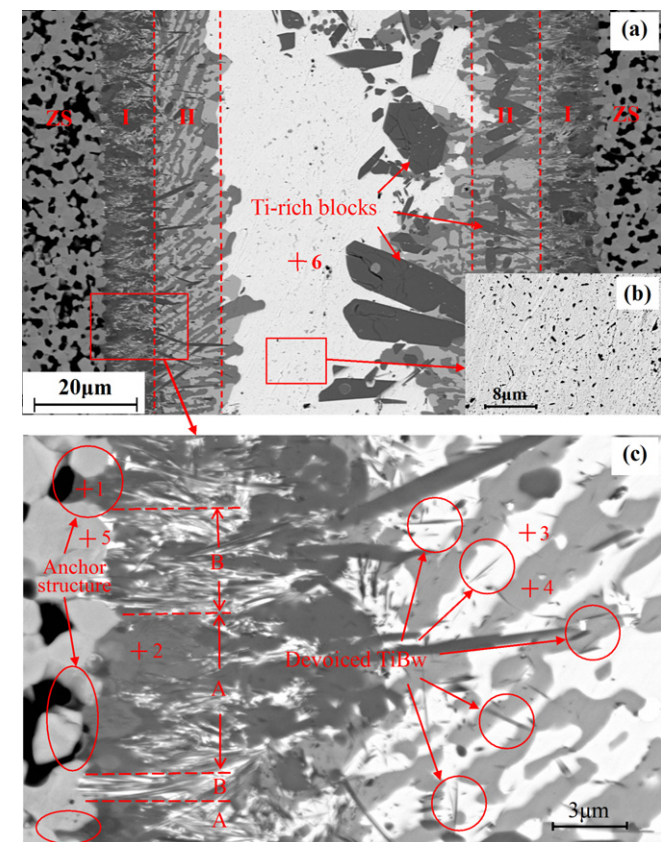 (a)
ZS I II II I ZS
Ti-rich blocks
+6
(b)
20μm
8μm
(c)
+1
+5
Anchor
structure
B
+3
+4
+2
Devoiced TiBw
A
B
A
3μm